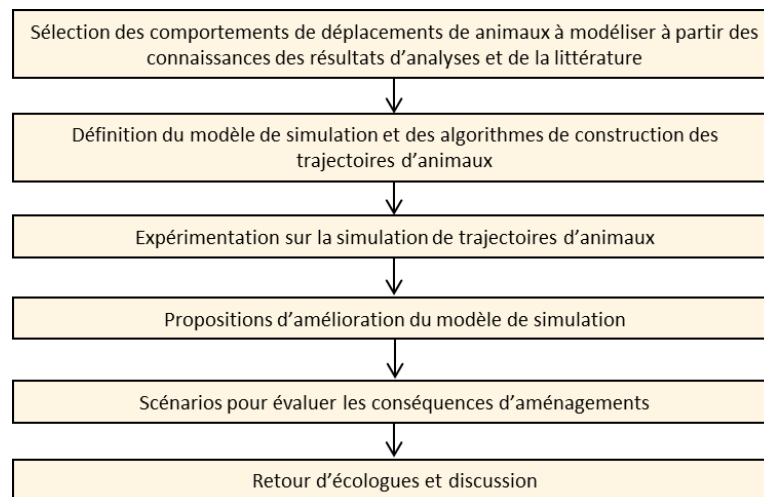 Sélection des comportements de déplacements de animaux à modéliser à partir des
connaissances des résultats d'analyses et de la littérature
Définition du modèle de simulation et des algorithmes de construction des
trajectoires d'animaux
Expérimentation sur la simulation de trajectoires d'animaux
Propositions d'amélioration du modèle de simulation
Scénarios pour évaluer les conséquences d'aménagements
Retour d'écologues et discussion